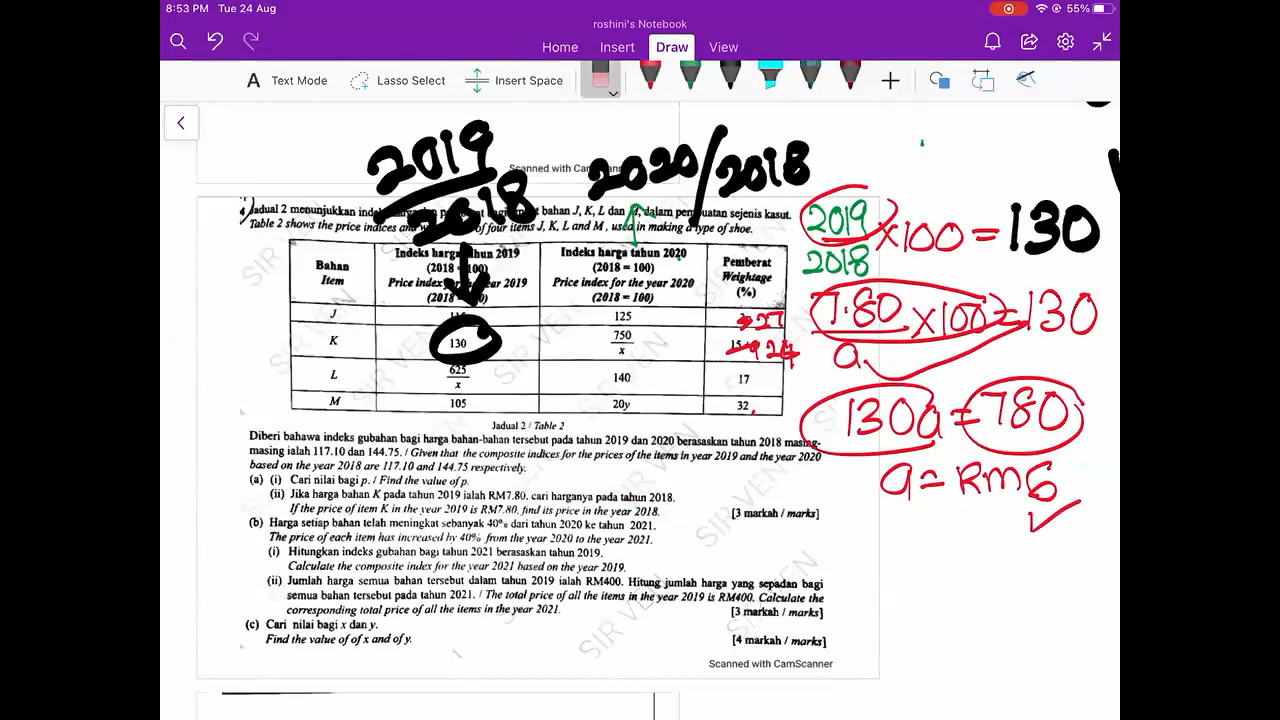 8:53 PM Tue 24 Aug
55%
roshini's Notebook
Home Insert Draw View
Text Mode Lasso Select Insert Space
2019
2018
2020/2018
Scanned with
Jadual 2 menunjukkan bahan J, K, L dan dalam pembuatan sejenis kasut.
Table 2 shows the price indices and of four items J, K, L and M, used in making a type of shoe.
Bahan
Item
Indeks harga tahun 2019
(2018 = 100)
Price index for the year 2019
(2018 = 100)
Indeks harga tahun 2020
(2018 = 100)
Price index for the year 2020
(2018 = 100)
Pemberat
Weightage
(%)
J 125 27
K 130 750/x 15 24
L 625/x 140 17
M 105 20y 32
Jadual 2 / Table 2
Diberi bahawa indeks gubahan bagi harga bahan-bahan tersebut pada tahun 2019 dan 2020 berasaskan tahun 2018 masing-
masing ialah 117.10 dan 144.75. / Given that the composite indices for the prices of the items in year 2019 and the year 2020
based on the year 2018 are 117.10 and 144.75 respectively.
(a) (i) Cari nilai bagi p. / Find the value of p.
(ii) Jika harga bahan K pada tahun 2019 ialah RM7.80, cari harganya pada tahun 2018.
If the price of item K in the year 2019 is RM7.80, find its price in the year 2018.
[3 markah / marks]
(b) Harga setiap bahan telah meningkat sebanyak 40% dari tahun 2020 ke tahun 2021.
The price of each item has increased by 40% from the year 2020 to the year 2021.
(i) Hitungkan indeks gubahan bagi tahun 2021 berasaskan tahun 2019.
Calculate the composite index for the year 2021 based on the year 2019.
(ii) Jumlah harga semua bahan tersebut dalam tahun 2019 ialah RM400. Hitung jumlah harga yang sepadan bagi
semua bahan tersebut pada tahun 2021. / The total price of all the items in the year 2019 is RM400. Calculate the
corresponding total price of all the items in the year 2021.
[3 markah / marks]
(c) Cari nilai bagi x dan y.
Find the value of of x and of y.
[4 markah / marks]
Scanned with CamScanner
SIR VEN
2019/2018 ×100 = 130
7.80/a ×100 = 130
130a = 780
a = RM6